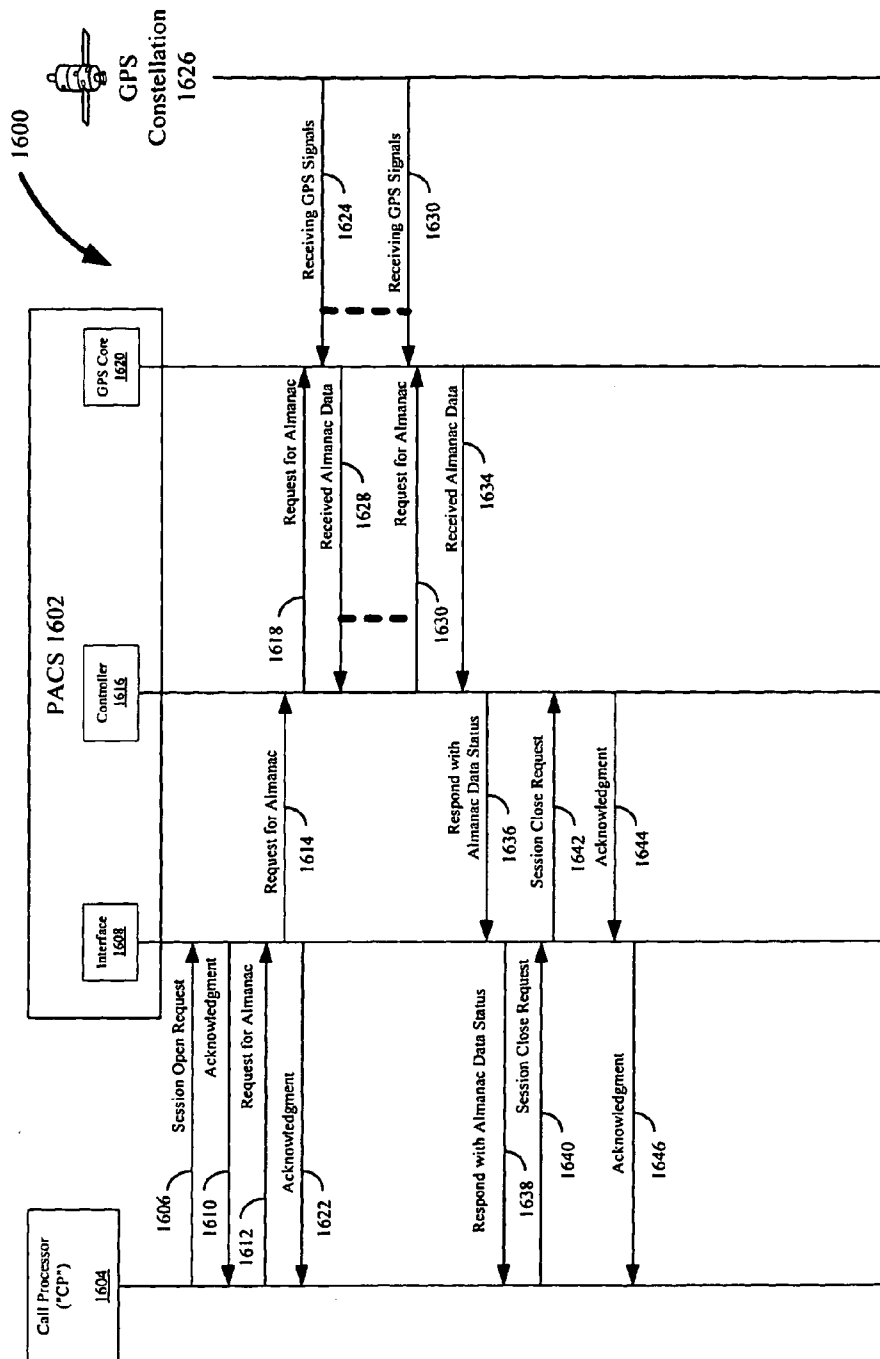 1600
GPS
Constellation
1626
PACS 1602
Call Processor
("CP")
1604
Interface
1608
Controller
1616
GPS Core
1620
Session Open Request
1606
Acknowledgment
1610
Request for Almanac
1612
Request for Almanac
1614
Request for Almanac
1618
Acknowledgment
1622
Receiving GPS Signals
1624
Received Almanac Data
1628
Receiving GPS Signals
1630
Request for Almanac
1630
Received Almanac Data
1634
Respond with
Almanac Data Status
1636
Respond with Almanac Data Status
1638
Session Close Request
1640
Session Close Request
1642
Acknowledgment
1644
Acknowledgment
1646